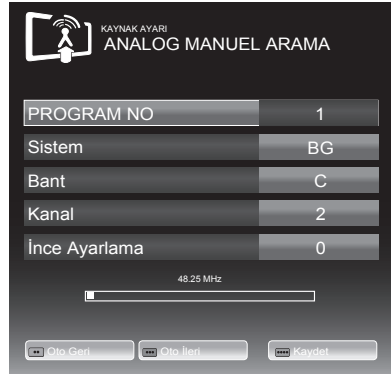 KAYNAK AYARI
ANALOG MANUEL ARAMA
PROGRAM NO 1
Sistem BG
Bant C
Kanal 2
İnce Ayarlama 0
48.25 MHz
Oto Geri Oto İleri Kaydet